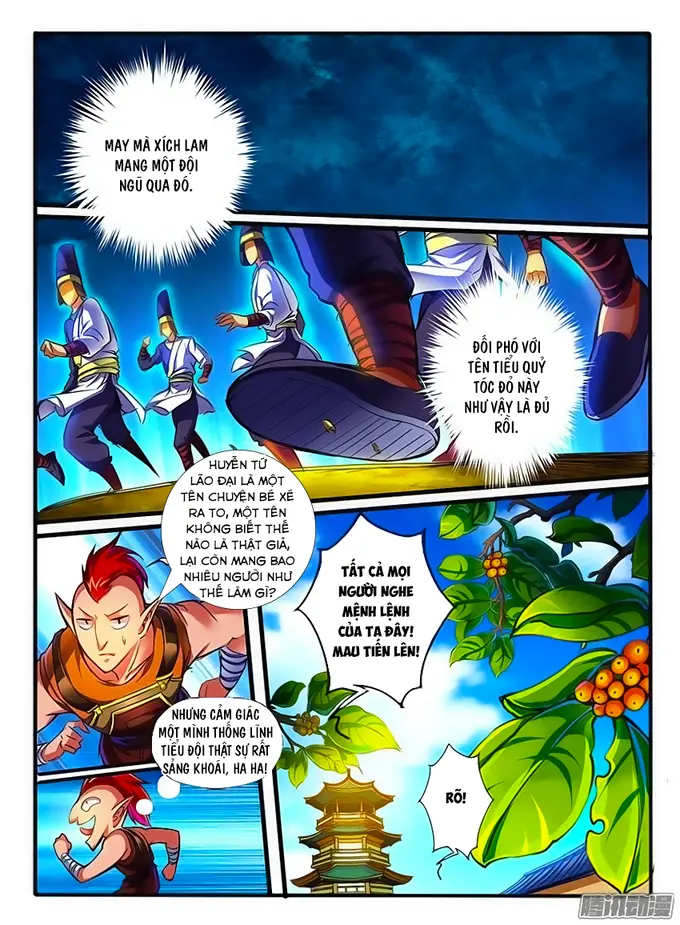 MAY MÀ XÍCH LAM
MANG MỘT ĐỘI
NGŨ QUA ĐÓ.
ĐỐI PHÓ VỚI
TÊN TIỂU QUỶ
TÓC ĐỎ NÀY
NHƯ VẬY LÀ ĐỦ
RỒI.
HUYỄN TỨ
LÃO ĐẠI LÀ MỘT
TÊN CHUYỆN BÉ XÉ
RA TO, MỘT TÊN
KHÔNG BIẾT THẾ
NÀO LÀ THẬT GIẢ,
LẠI CÒN MANG BAO
NHIÊU NGƯỜI NHƯ
THẾ LÀM GÌ?
TẤT CẢ MỌI
NGƯỜI NGHE
MỆNH LỆNH
CỦA TA ĐÂY!
MAU TIẾN LÊN!
NHƯNG CẢM GIÁC
MỘT MÌNH THỐNG LĨNH
TIỂU ĐỘI THẬT SỰ RẤT
SẢNG KHOÁI, HA HA!
RÕ!
腾讯动漫